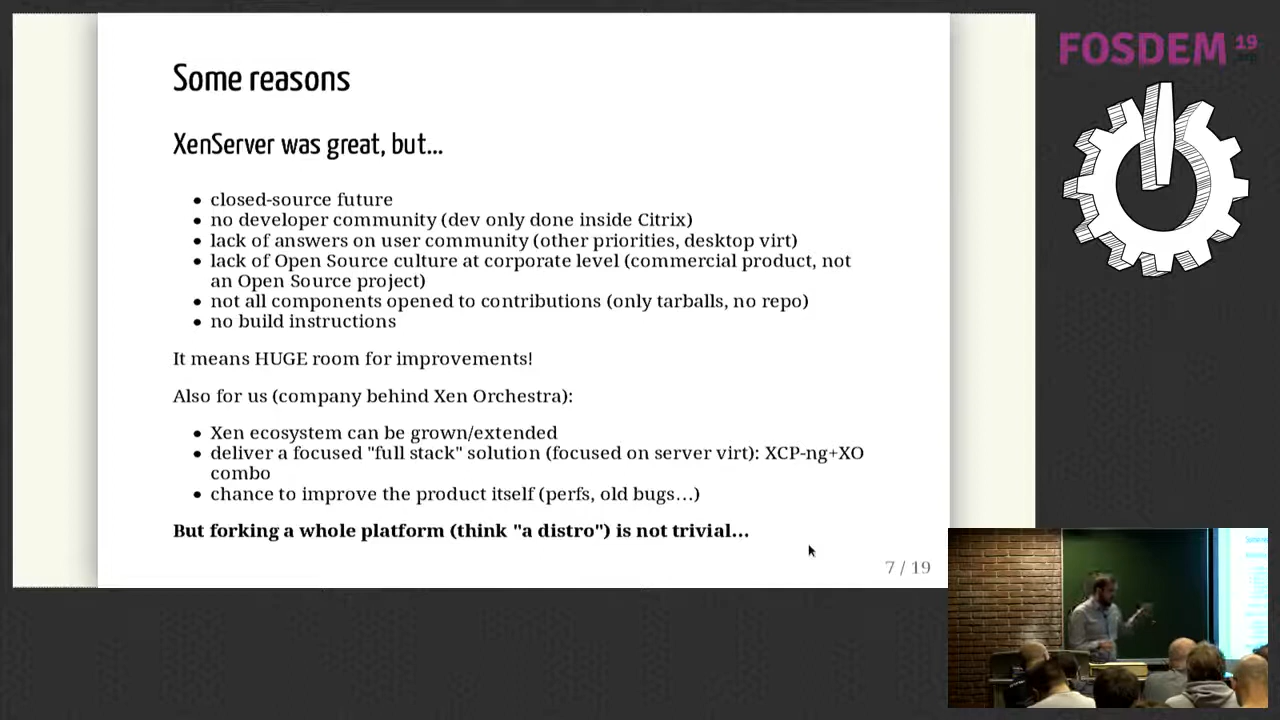 Some reasons
XenServer was great, but...
• closed-source future
• no developer community (dev only done inside Citrix)
• lack of answers on user community (other priorities, desktop virt)
• lack of Open Source culture at corporate level (commercial product, not
an Open Source project)
• not all components opened to contributions (only tarballs, no repo)
• no build instructions
It means HUGE room for improvements!
Also for us (company behind Xen Orchestra):
• Xen ecosystem can be grown/extended
• deliver a focused "full stack" solution (focused on server virt): XCP-ng+XO
combo
• chance to improve the product itself (perfs, old bugs...)
But forking a whole platform (think "a distro") is not trivial...
7 / 19
FOSDEM 19
.org